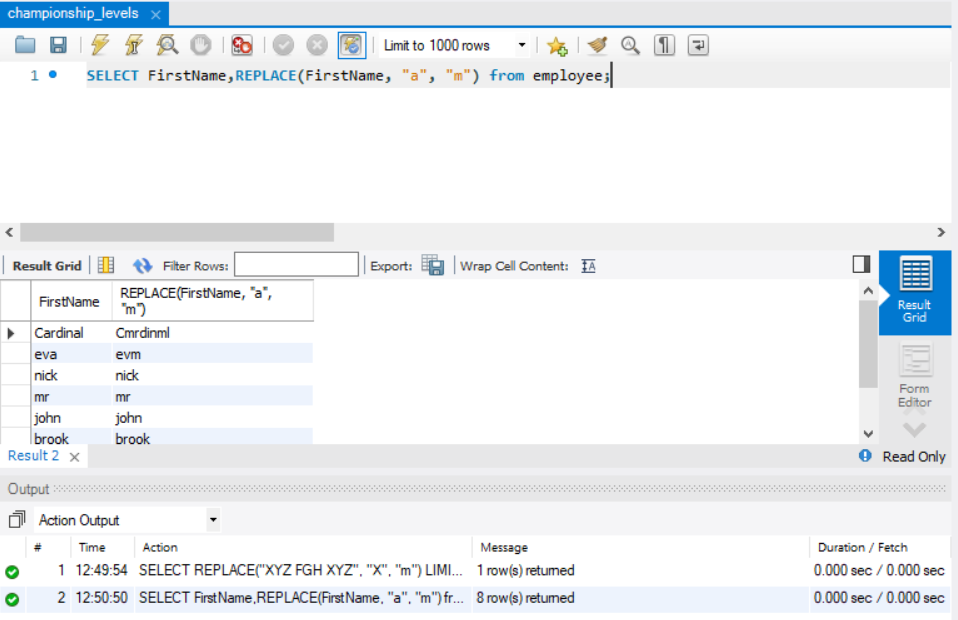 championship_levels
Limit to 1000 rows
1 SELECT FirstName,REPLACE(FirstName, "a", "m") from employee;
Result Grid Filter Rows: Export: Wrap Cell Content: IA
Result
Grid
FirstName REPLACE(FirstName, "a",
"m")
Cardinal Cmrdinml
eva evm
nick nick
mr mr
john john
brook brook
Form
Editor
Result 2 Read Only
Output
Action Output
# Time Action Message Duration / Fetch
1 12:49:54 SELECT REPLACE("XYZ FGH XYZ", "X", "m") LIMI... 1 row(s) returned 0.000 sec / 0.000 sec
2 12:50:50 SELECT FirstName,REPLACE(FirstName, "a", "m") fr... 8 row(s) returned 0.000 sec / 0.000 sec